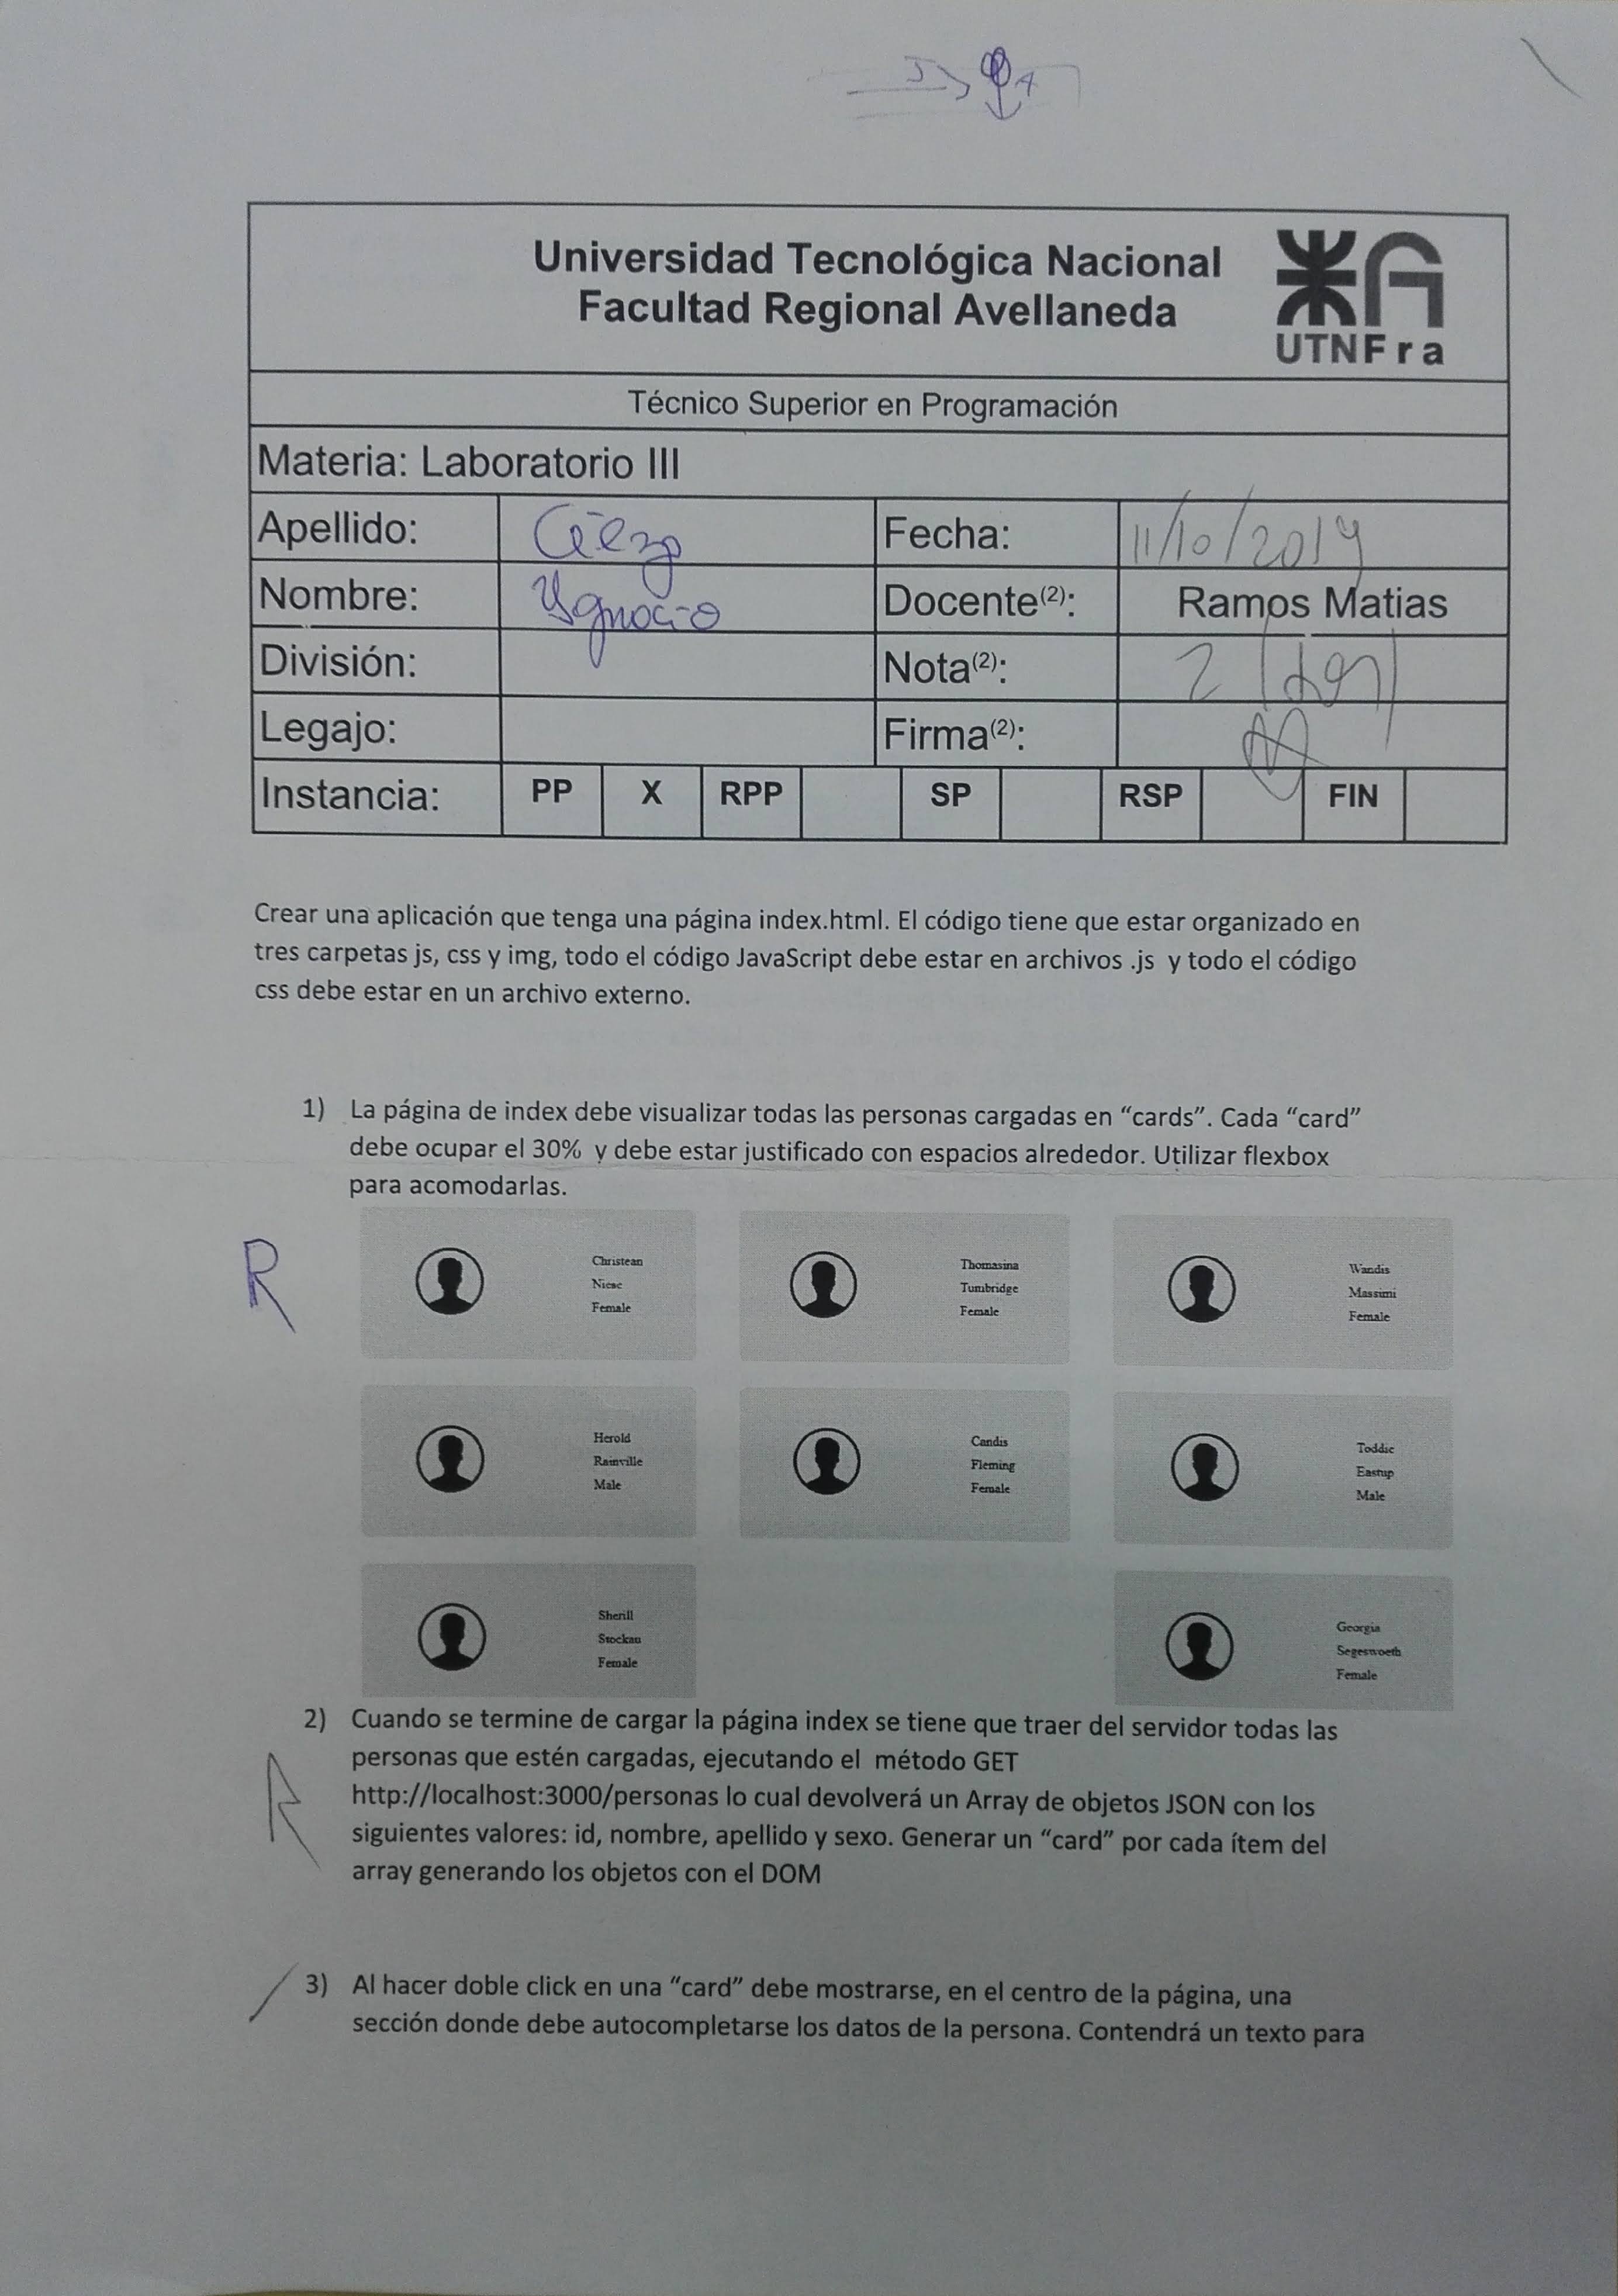 Universidad Tecnológica Nacional
Facultad Regional Avellaneda
UTNFra
Técnico Superior en Programación
Materia: Laboratorio III
Apellido: Fecha: 11/10/2019
Nombre: Ygnacio Docente(2): Ramos Matias
División: Nota(2): 2 (dos)
Legajo: Firma(2):
Instancia: PP X RPP SP RSP FIN
Crear una aplicación que tenga una página index.html. El código tiene que estar organizado en
tres carpetas js, css y img, todo el código JavaScript debe estar en archivos .js y todo el código
css debe estar en un archivo externo.
1) La página de index debe visualizar todas las personas cargadas en “cards”. Cada “card”
debe ocupar el 30% y debe estar justificado con espacios alrededor. Utilizar flexbox
para acomodarlas.
R
Christean
Niese
Female
Thomasina
Tumbridge
Female
Wandis
Massimi
Female
Herold
Rainville
Male
Candis
Fleming
Female
Toddie
Eastup
Male
Sherill
Stockau
Female
Georgia
Female
2) Cuando se termine de cargar la página index se tiene que traer del servidor todas las
personas que estén cargadas, ejecutando el método GET
http://localhost:3000/personas lo cual devolverá un Array de objetos JSON con los
siguientes valores: id, nombre, apellido y sexo. Generar un “card” por cada ítem del
array generando los objetos con el DOM
R
3) Al hacer doble click en una “card” debe mostrarse, en el centro de la página, una
sección donde debe autocompletarse los datos de la persona. Contendrá un texto para